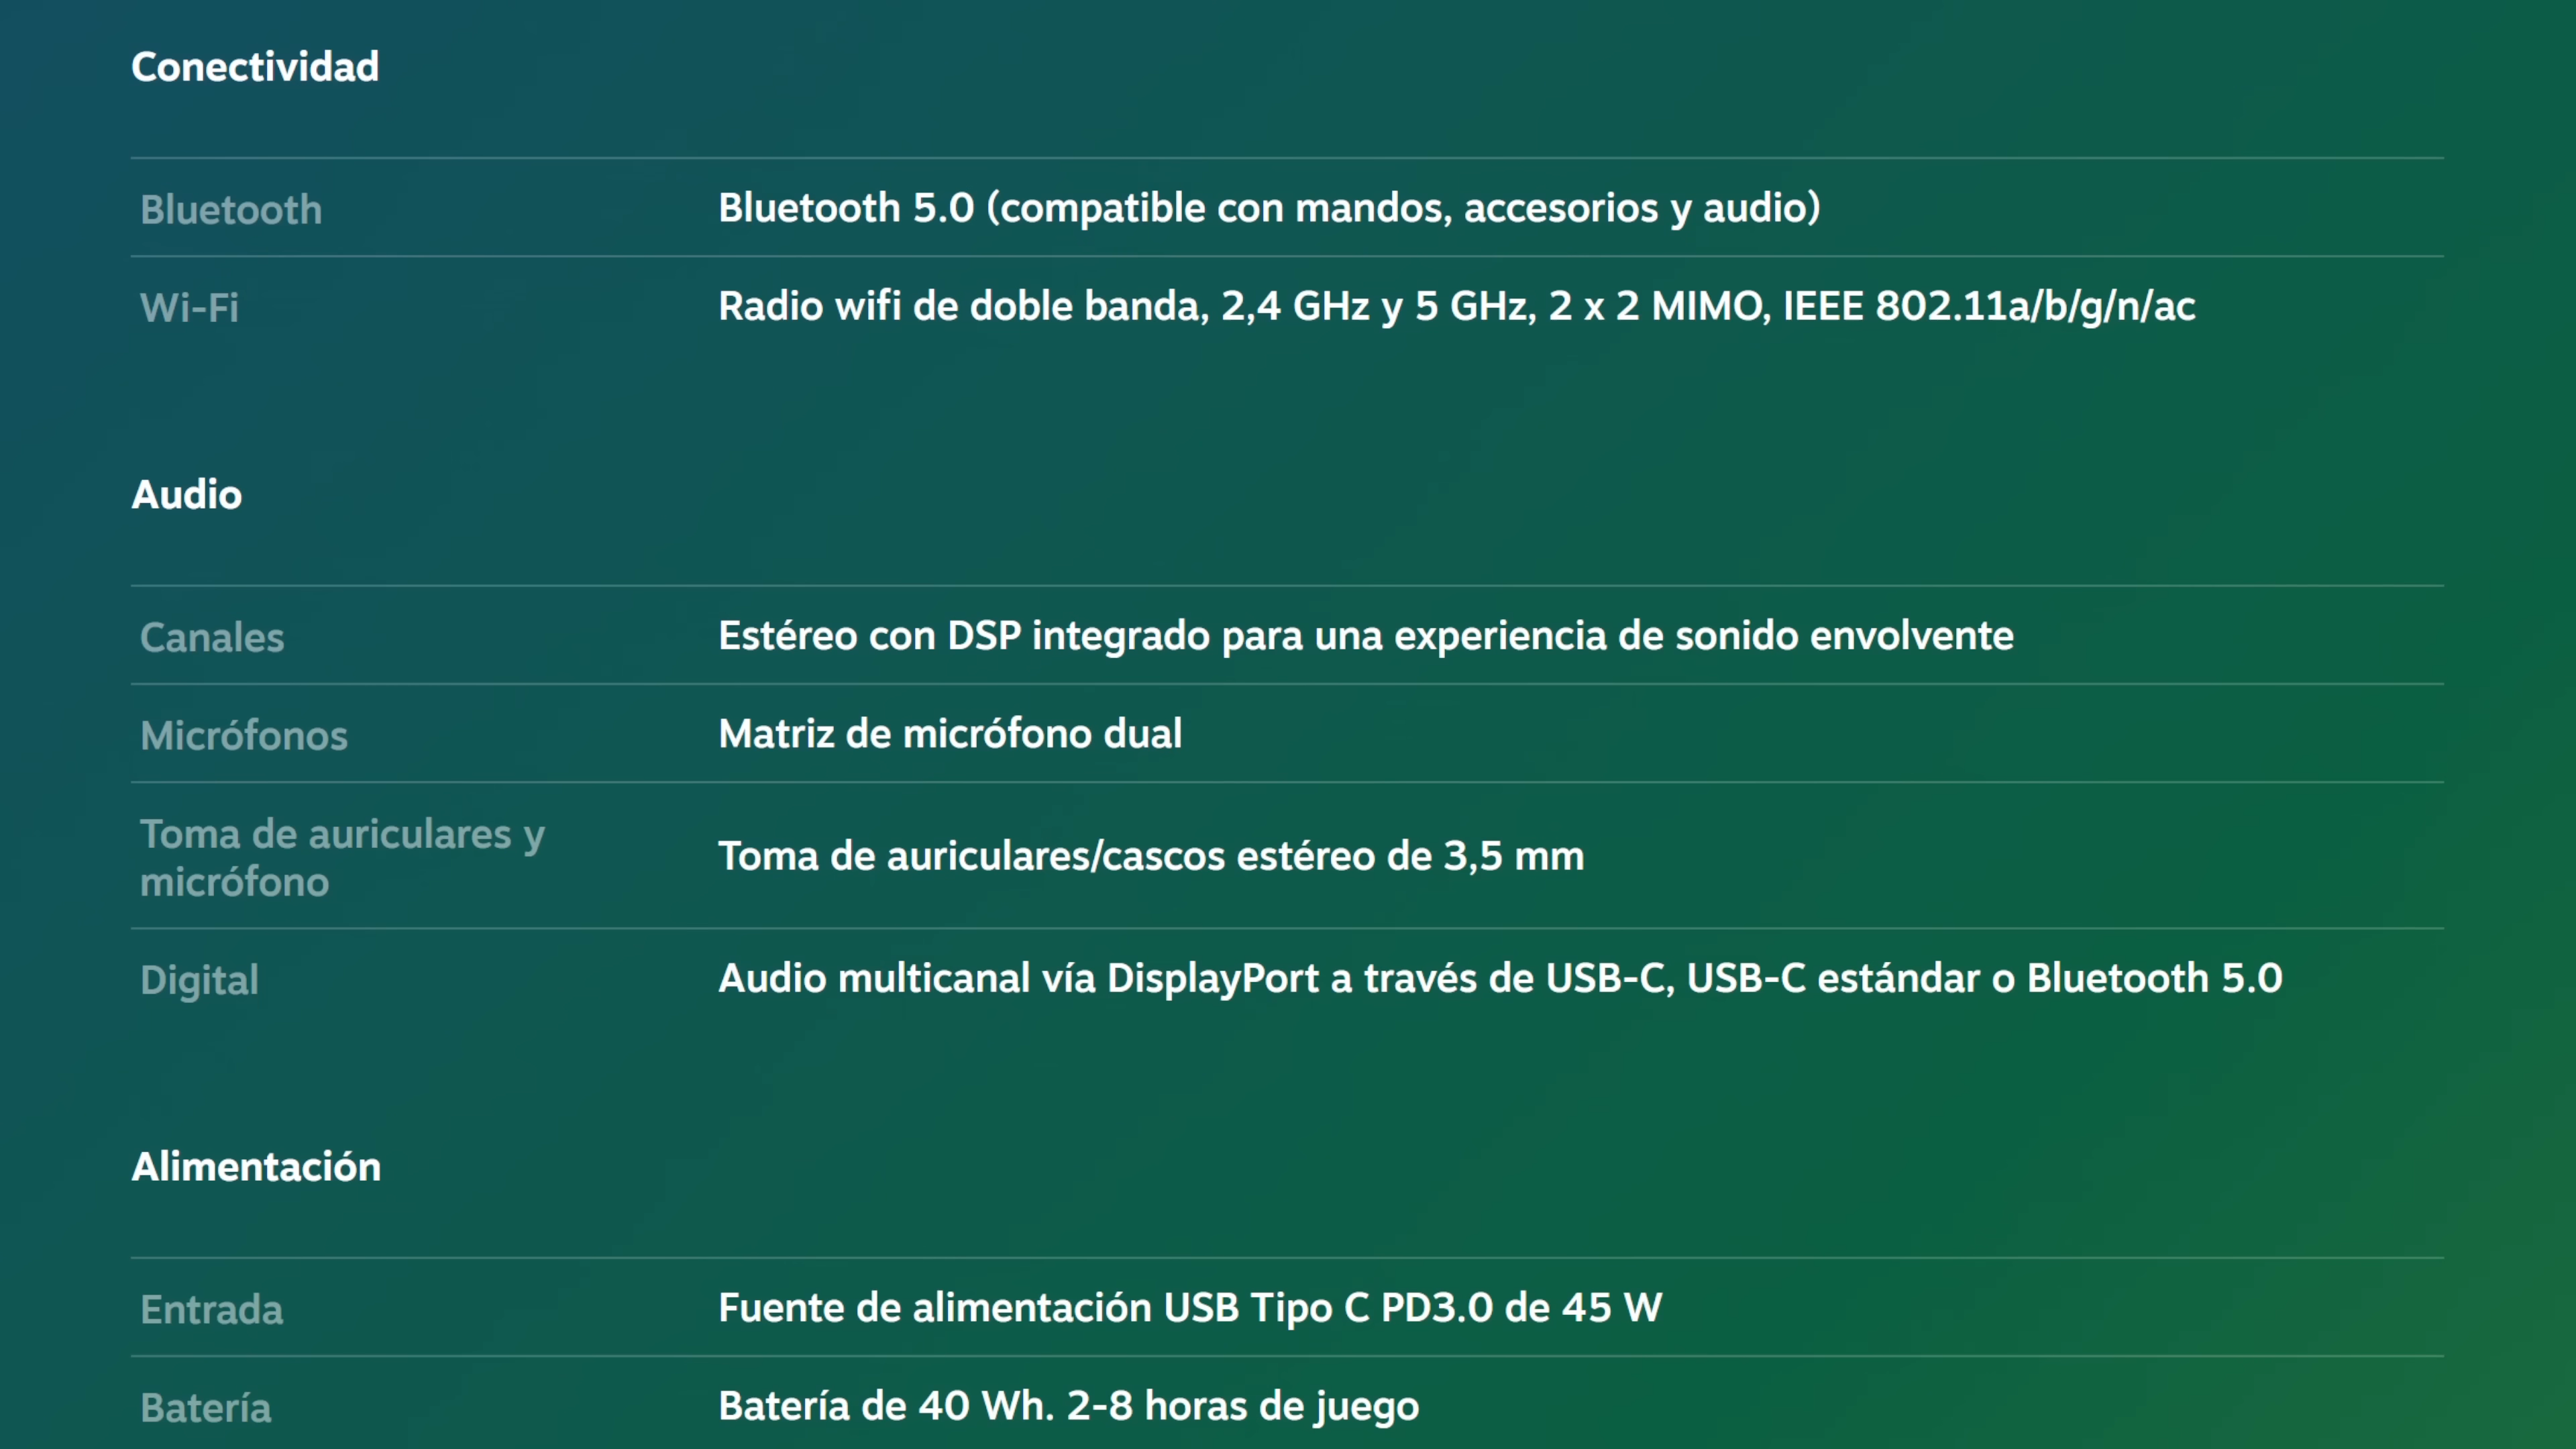 Conectividad
Bluetooth
Bluetooth 5.0 (compatible con mandos, accesorios y audio)
Wi-Fi
Radio wifi de doble banda, 2,4 GHz y 5 GHz, 2 x 2 MIMO, IEEE 802.11a/b/g/n/ac
Audio
Canales
Estéreo con DSP integrado para una experiencia de sonido envolvente
Micrófonos
Matriz de micrófono dual
Toma de auriculares y
micrófono
Toma de auriculares/cascos estéreo de 3,5 mm
Digital
Audio multicanal vía DisplayPort a través de USB-C, USB-C estándar o Bluetooth 5.0
Alimentación
Entrada
Fuente de alimentación USB Tipo C PD3.0 de 45 W
Batería
Batería de 40 Wh. 2-8 horas de juego